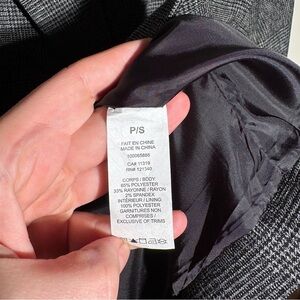 P/S
FAIT EN CHINE
MADE IN CHINA
100065888
CA# 11319
RN# 121340
CORPS / BODY:
65% POLYESTER
33% RAYONNE / RAYON
2% SPANDEX
INTÉRIEUR / LINING
100% POLYESTER
GARNITURES NON
COMPRISES /
EXCLUSIVE OF TRIMS